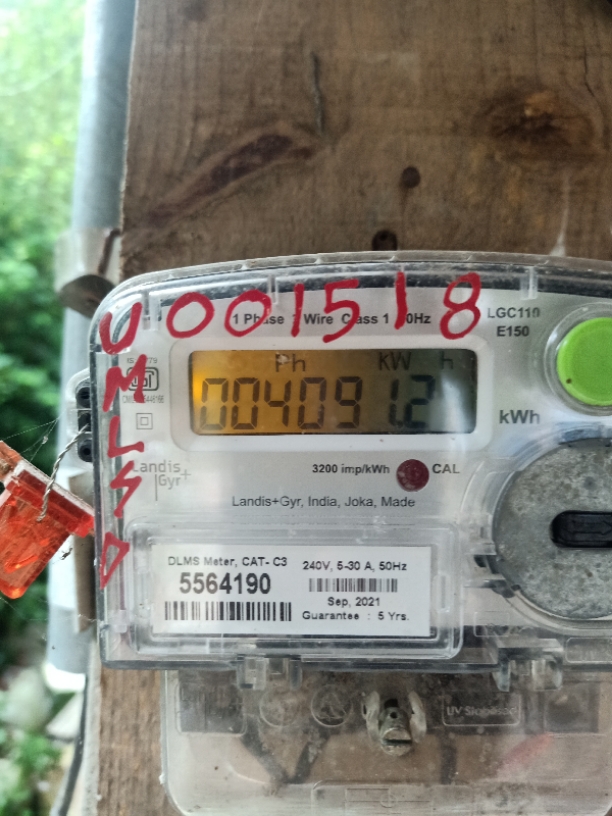 U001518
UMLSD
1 Phase 2 Wire Class 1 50Hz
LGC110
E150
Ph KW h
004091.2
kWh
3200 imp/kWh
CAL
Landis
Gyr+
Landis+Gyr, India, Joka, Made
DLMS Meter, CAT- C3
5564190
240V, 5-30 A, 50Hz
Sep, 2021
Guarantee : 5 Yrs.